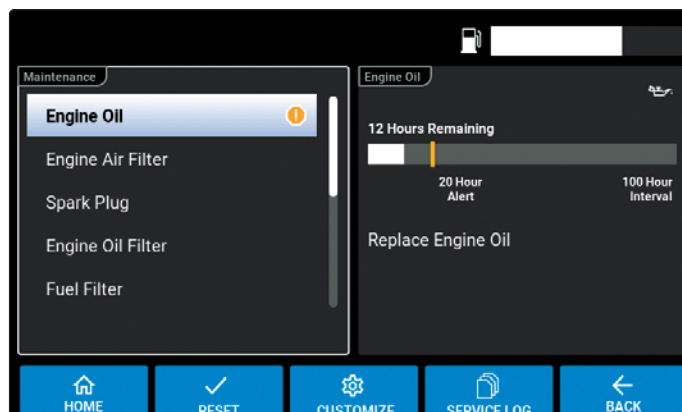 Maintenance
Engine Oil
Engine Air Filter
Spark Plug
Engine Oil Filter
Fuel Filter
Engine Oil
12 Hours Remaining
20 Hour
Alert
100 Hour
Interval
Replace Engine Oil
HOME
RESET
CUSTOMIZE
SERVICE LOG
BACK